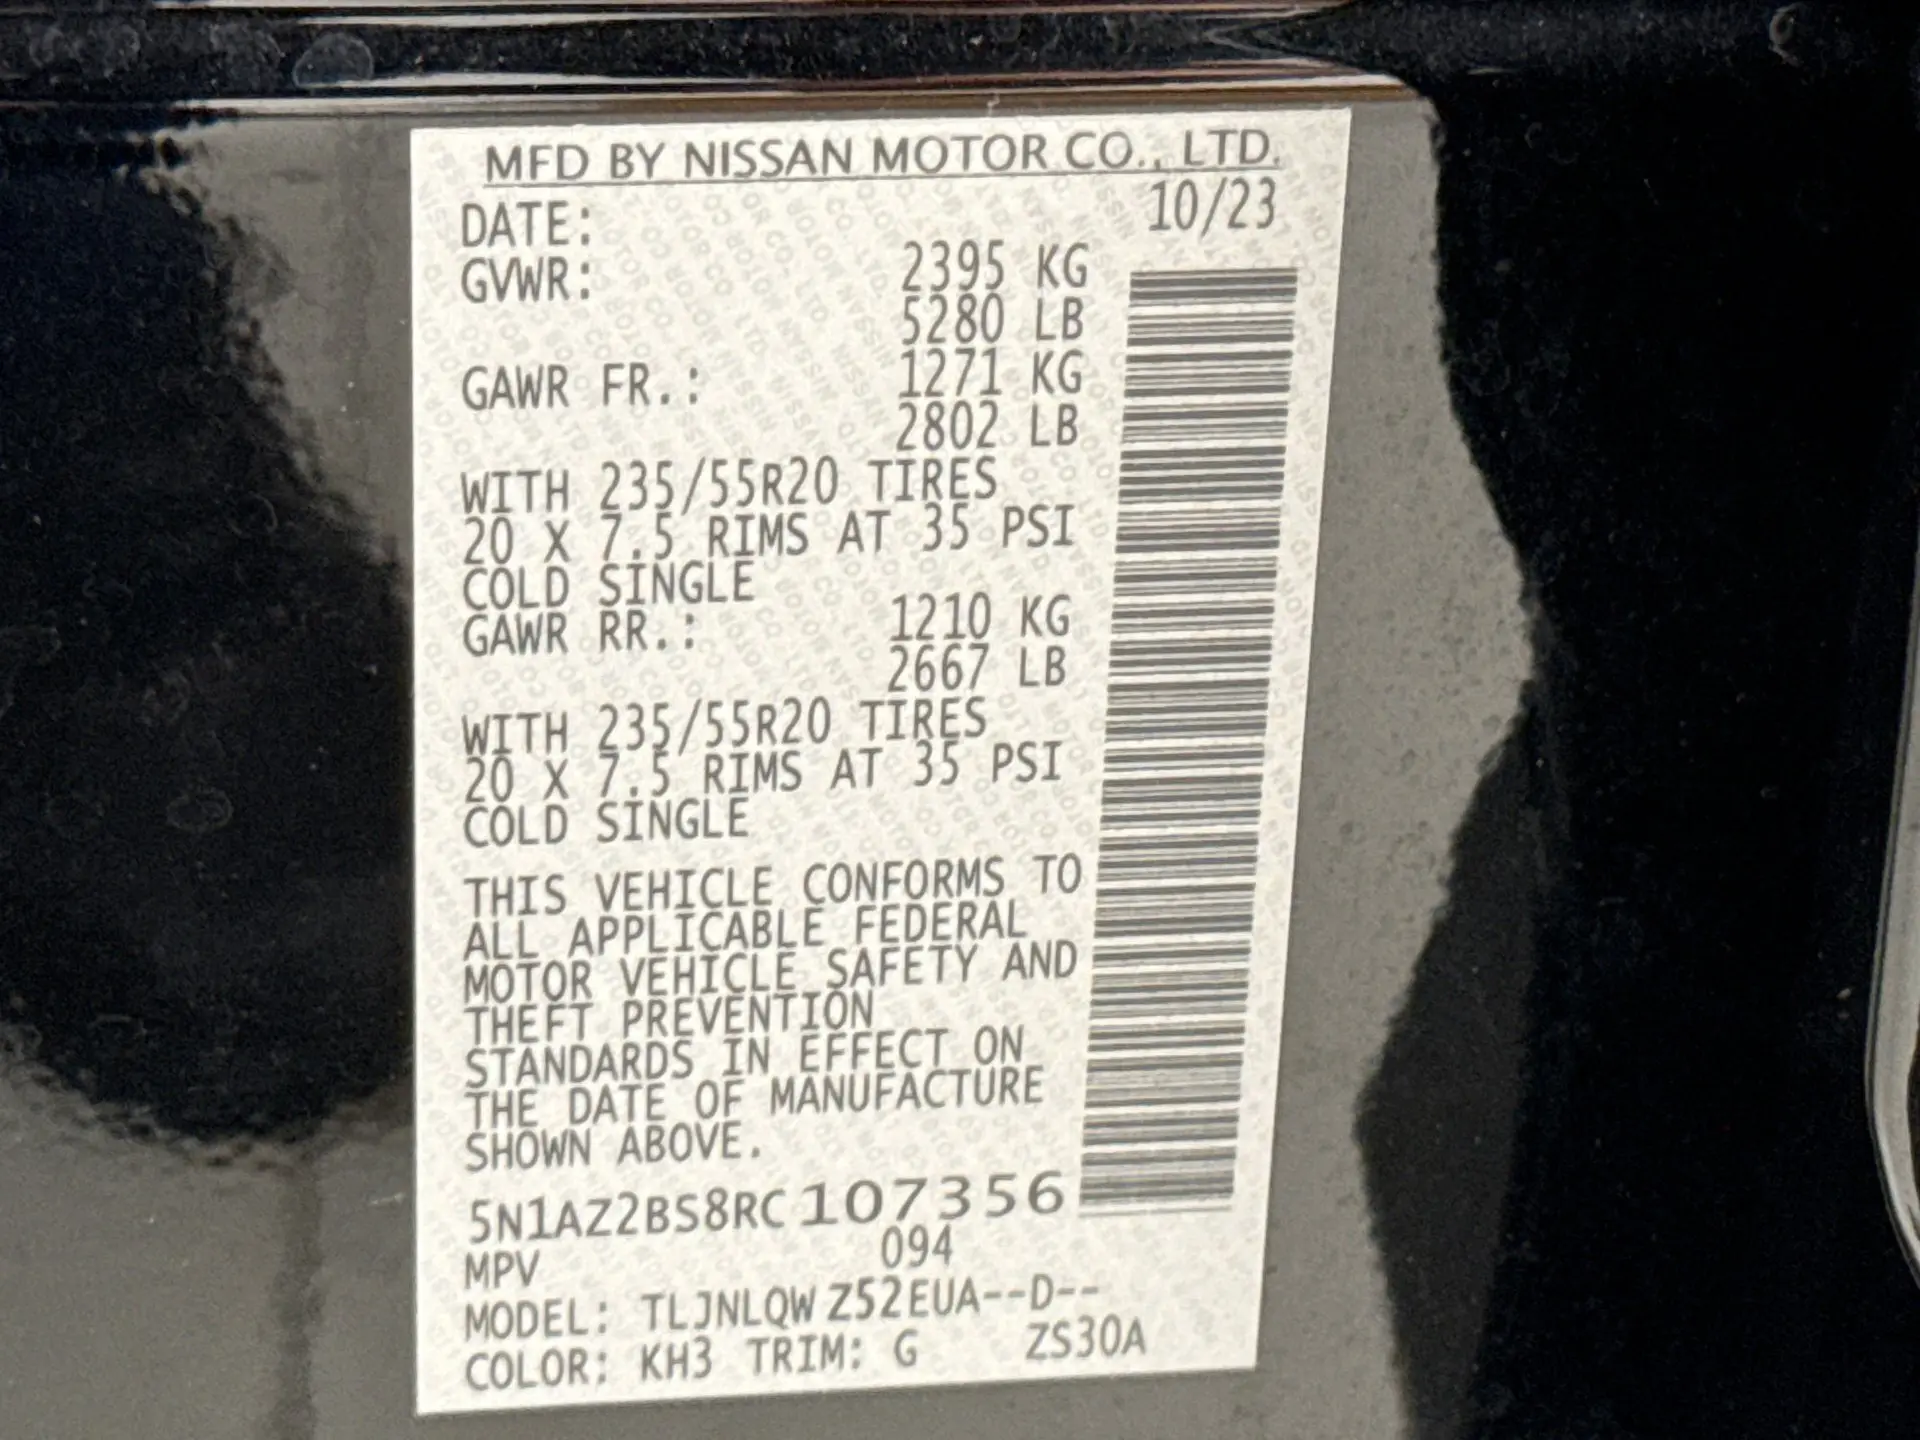 MFD BY NISSAN MOTOR CO., LTD.
DATE: 10/23
GVWR: 2395 KG
5280 LB
GAWR FR.: 1271 KG
2802 LB
WITH 235/55R20 TIRES
20 X 7.5 RIMS AT 35 PSI
COLD SINGLE
GAWR RR.: 1210 KG
2667 LB
WITH 235/55R20 TIRES
20 X 7.5 RIMS AT 35 PSI
COLD SINGLE
THIS VEHICLE CONFORMS TO
ALL APPLICABLE FEDERAL
MOTOR VEHICLE SAFETY AND
THEFT PREVENTION
STANDARDS IN EFFECT ON
THE DATE OF MANUFACTURE
SHOWN ABOVE.
5N1AZ2BS8RC107356
MPV 094
MODEL: TLJNLQW Z52EUA--D--
COLOR: KH3 TRIM: G ZS30A